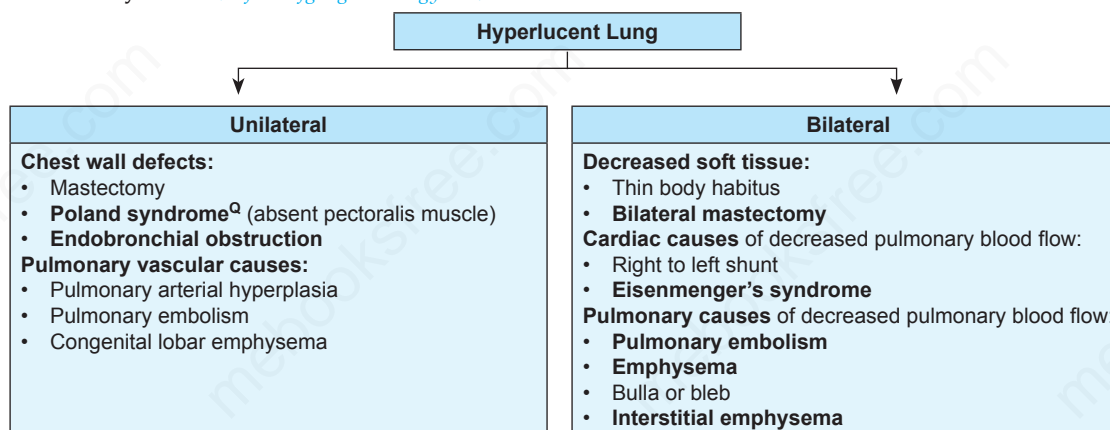 Hyperlucent Lung
Unilateral
Chest wall defects:
• Mastectomy
• Poland syndromeQ (absent pectoralis muscle)
• Endobronchial obstruction
Pulmonary vascular causes:
• Pulmonary arterial hyperplasia
• Pulmonary embolism
• Congenital lobar emphysema
Bilateral
Decreased soft tissue:
• Thin body habitus
• Bilateral mastectomy
Cardiac causes of decreased pulmonary blood flow:
• Right to left shunt
• Eisenmenger's syndrome
Pulmonary causes of decreased pulmonary blood flow:
• Pulmonary embolism
• Emphysema
• Bulla or bleb
• Interstitial emphysema
mebooksfree.com